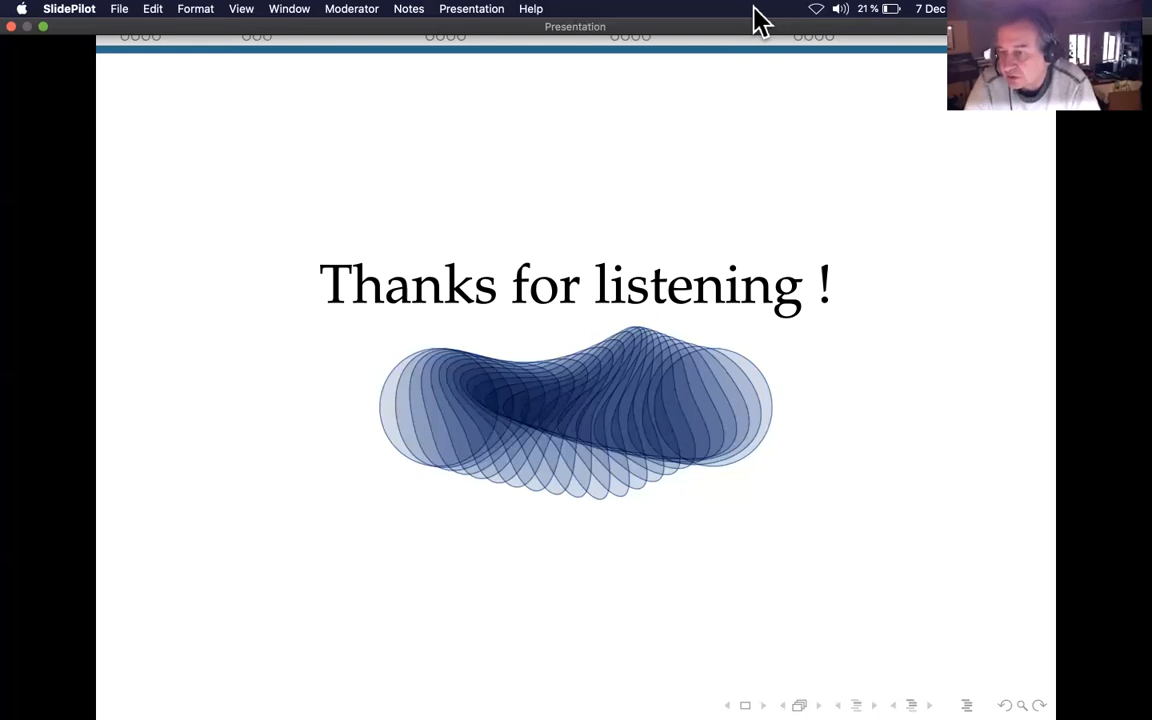 SlidePilot File Edit Format View Window Moderator Notes Presentation Help 21 % 7 Dec
Presentation
Thanks for listening !